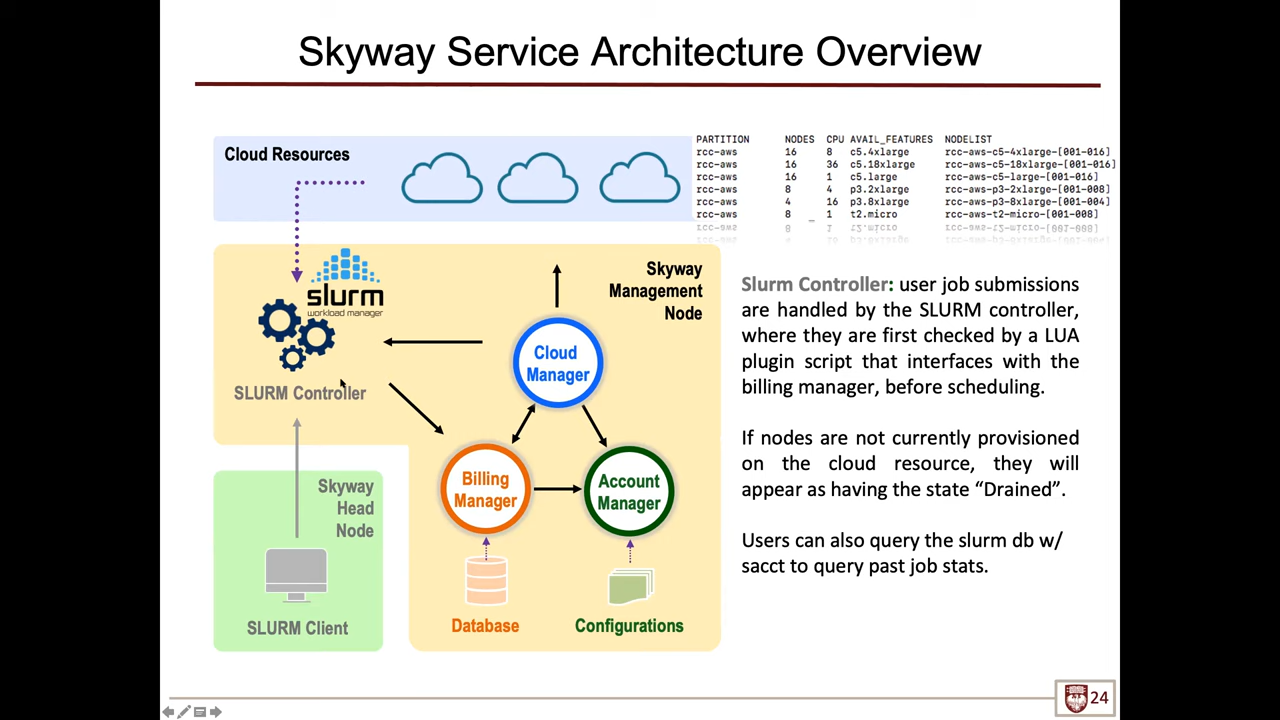 Skyway Service Architecture Overview
Cloud Resources
PARTITION NODES CPU AVAIL_FEATURES NODELIST
rcc-aws 16 8 c5.4xlarge rcc-aws-c5-4xlarge-[001-016]
rcc-aws 16 36 c5.18xlarge rcc-aws-c5-18xlarge-[001-016]
rcc-aws 16 1 c5.large rcc-aws-c5-large-[001-016]
rcc-aws 8 4 p3.2xlarge rcc-aws-p3-2xlarge-[001-008]
rcc-aws 4 16 p3.8xlarge rcc-aws-p3-8xlarge-[001-004]
rcc-aws 8 _ 1 t2.micro rcc-aws-t2-micro-[001-008]
slurm
workload manager
SLURM Controller
Skyway
Management
Node
Cloud
Manager
Billing
Manager
Account
Manager
Database
Configurations
Skyway
Head
Node
SLURM Client
Slurm Controller: user job submissions
are handled by the SLURM controller,
where they are first checked by a LUA
plugin script that interfaces with the
billing manager, before scheduling.
If nodes are not currently provisioned
on the cloud resource, they will
appear as having the state “Drained”.
Users can also query the slurm db w/
sacct to query past job stats.
24